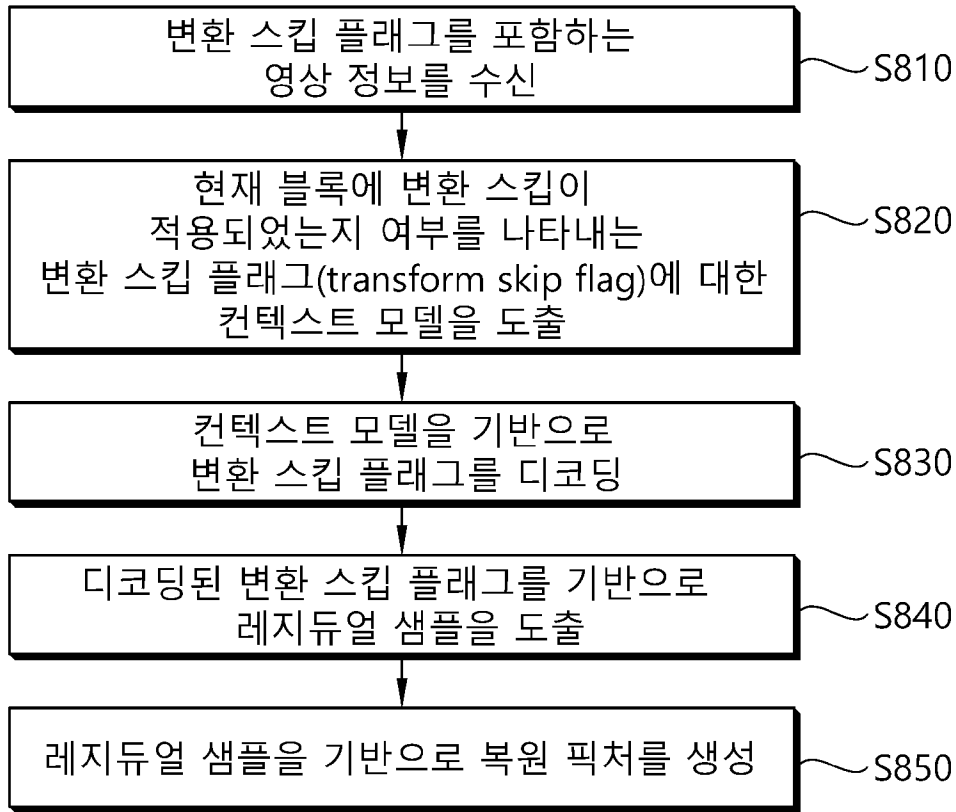 변환 스킵 플래그를 포함하는
영상 정보를 수신
S810
현재 블록에 변환 스킵이
적용되었는지 여부를 나타내는
변환 스킵 플래그(transform skip flag)에 대한
컨텍스트 모델을 도출
S820
컨텍스트 모델을 기반으로
변환 스킵 플래그를 디코딩
S830
디코딩된 변환 스킵 플래그를 기반으로
레지듀얼 샘플을 도출
S840
레지듀얼 샘플을 기반으로 복원 픽처를 생성
S850